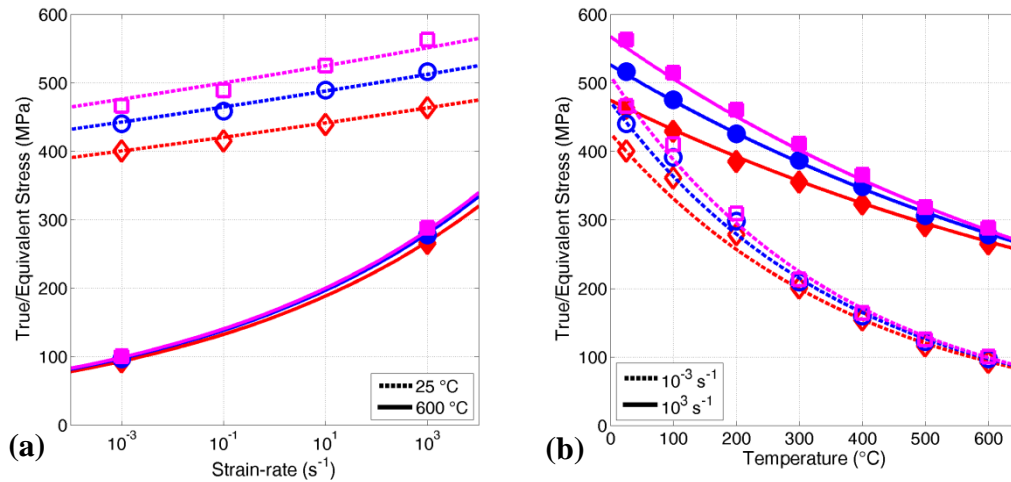 600
500
400
300
200
100
0
True/Equivalent Stress (MPa)
25 °C
600 °C
10⁻³
10⁻¹
10¹
10³
Strain-rate (s⁻¹)
(a)
600
500
400
300
200
100
0
True/Equivalent Stress (MPa)
10⁻³ s⁻¹
10³ s⁻¹
0
100
200
300
400
500
600
Temperature (°C)
(b)